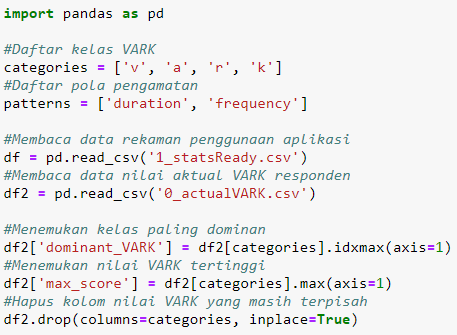 import pandas as pd
#Daftar kelas VARK
categories = ['v', 'a', 'r', 'k']
#Daftar pola pengamatan
patterns = ['duration', 'frequency']
#Membaca data rekaman penggunaan aplikasi
df = pd.read_csv('1_statsReady.csv')
#Membaca data nilai aktual VARK responden
df2 = pd.read_csv('0_actualVARK.csv')
#Menemukan kelas paling dominan
df2['dominant_VARK'] = df2[categories].idxmax(axis=1)
#Menemukan nilai VARK tertinggi
df2['max_score'] = df2[categories].max(axis=1)
#Hapus kolom nilai VARK yang masih terpisah
df2.drop(columns=categories, inplace=True)